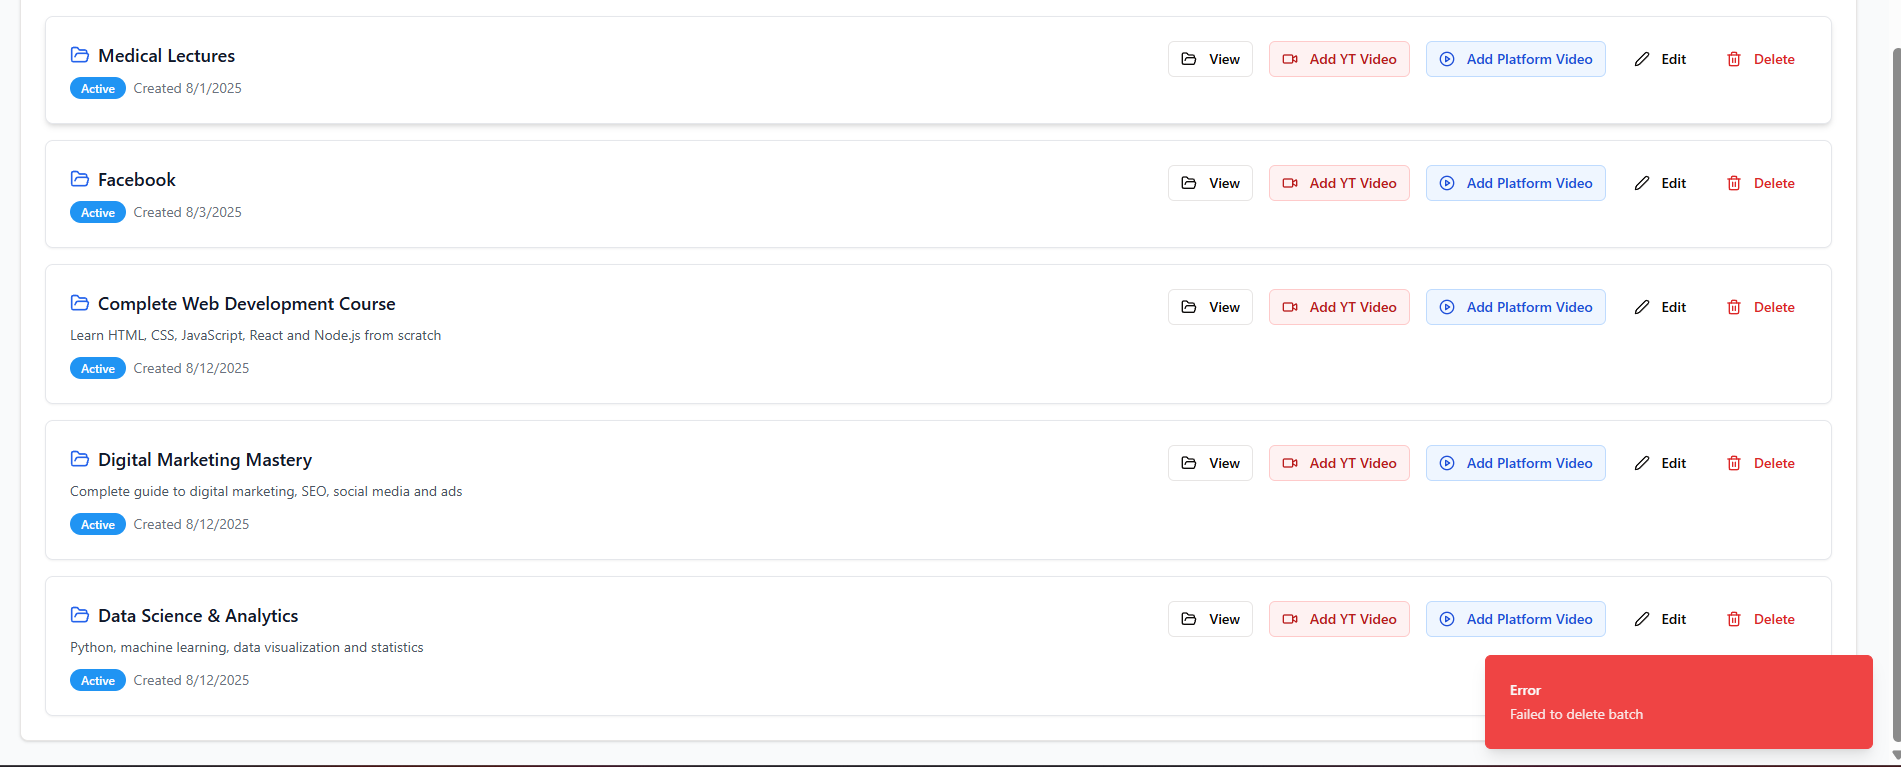 Medical Lectures
View Add YT Video Add Platform Video Edit Delete
Active Created 8/1/2025
Facebook
View Add YT Video Add Platform Video Edit Delete
Active Created 8/3/2025
Complete Web Development Course
View Add YT Video Add Platform Video Edit Delete
Learn HTML, CSS, JavaScript, React and Node.js from scratch
Active Created 8/12/2025
Digital Marketing Mastery
View Add YT Video Add Platform Video Edit Delete
Complete guide to digital marketing, SEO, social media and ads
Active Created 8/12/2025
Data Science & Analytics
View Add YT Video Add Platform Video Edit Delete
Python, machine learning, data visualization and statistics
Active Created 8/12/2025
Error
Failed to delete batch